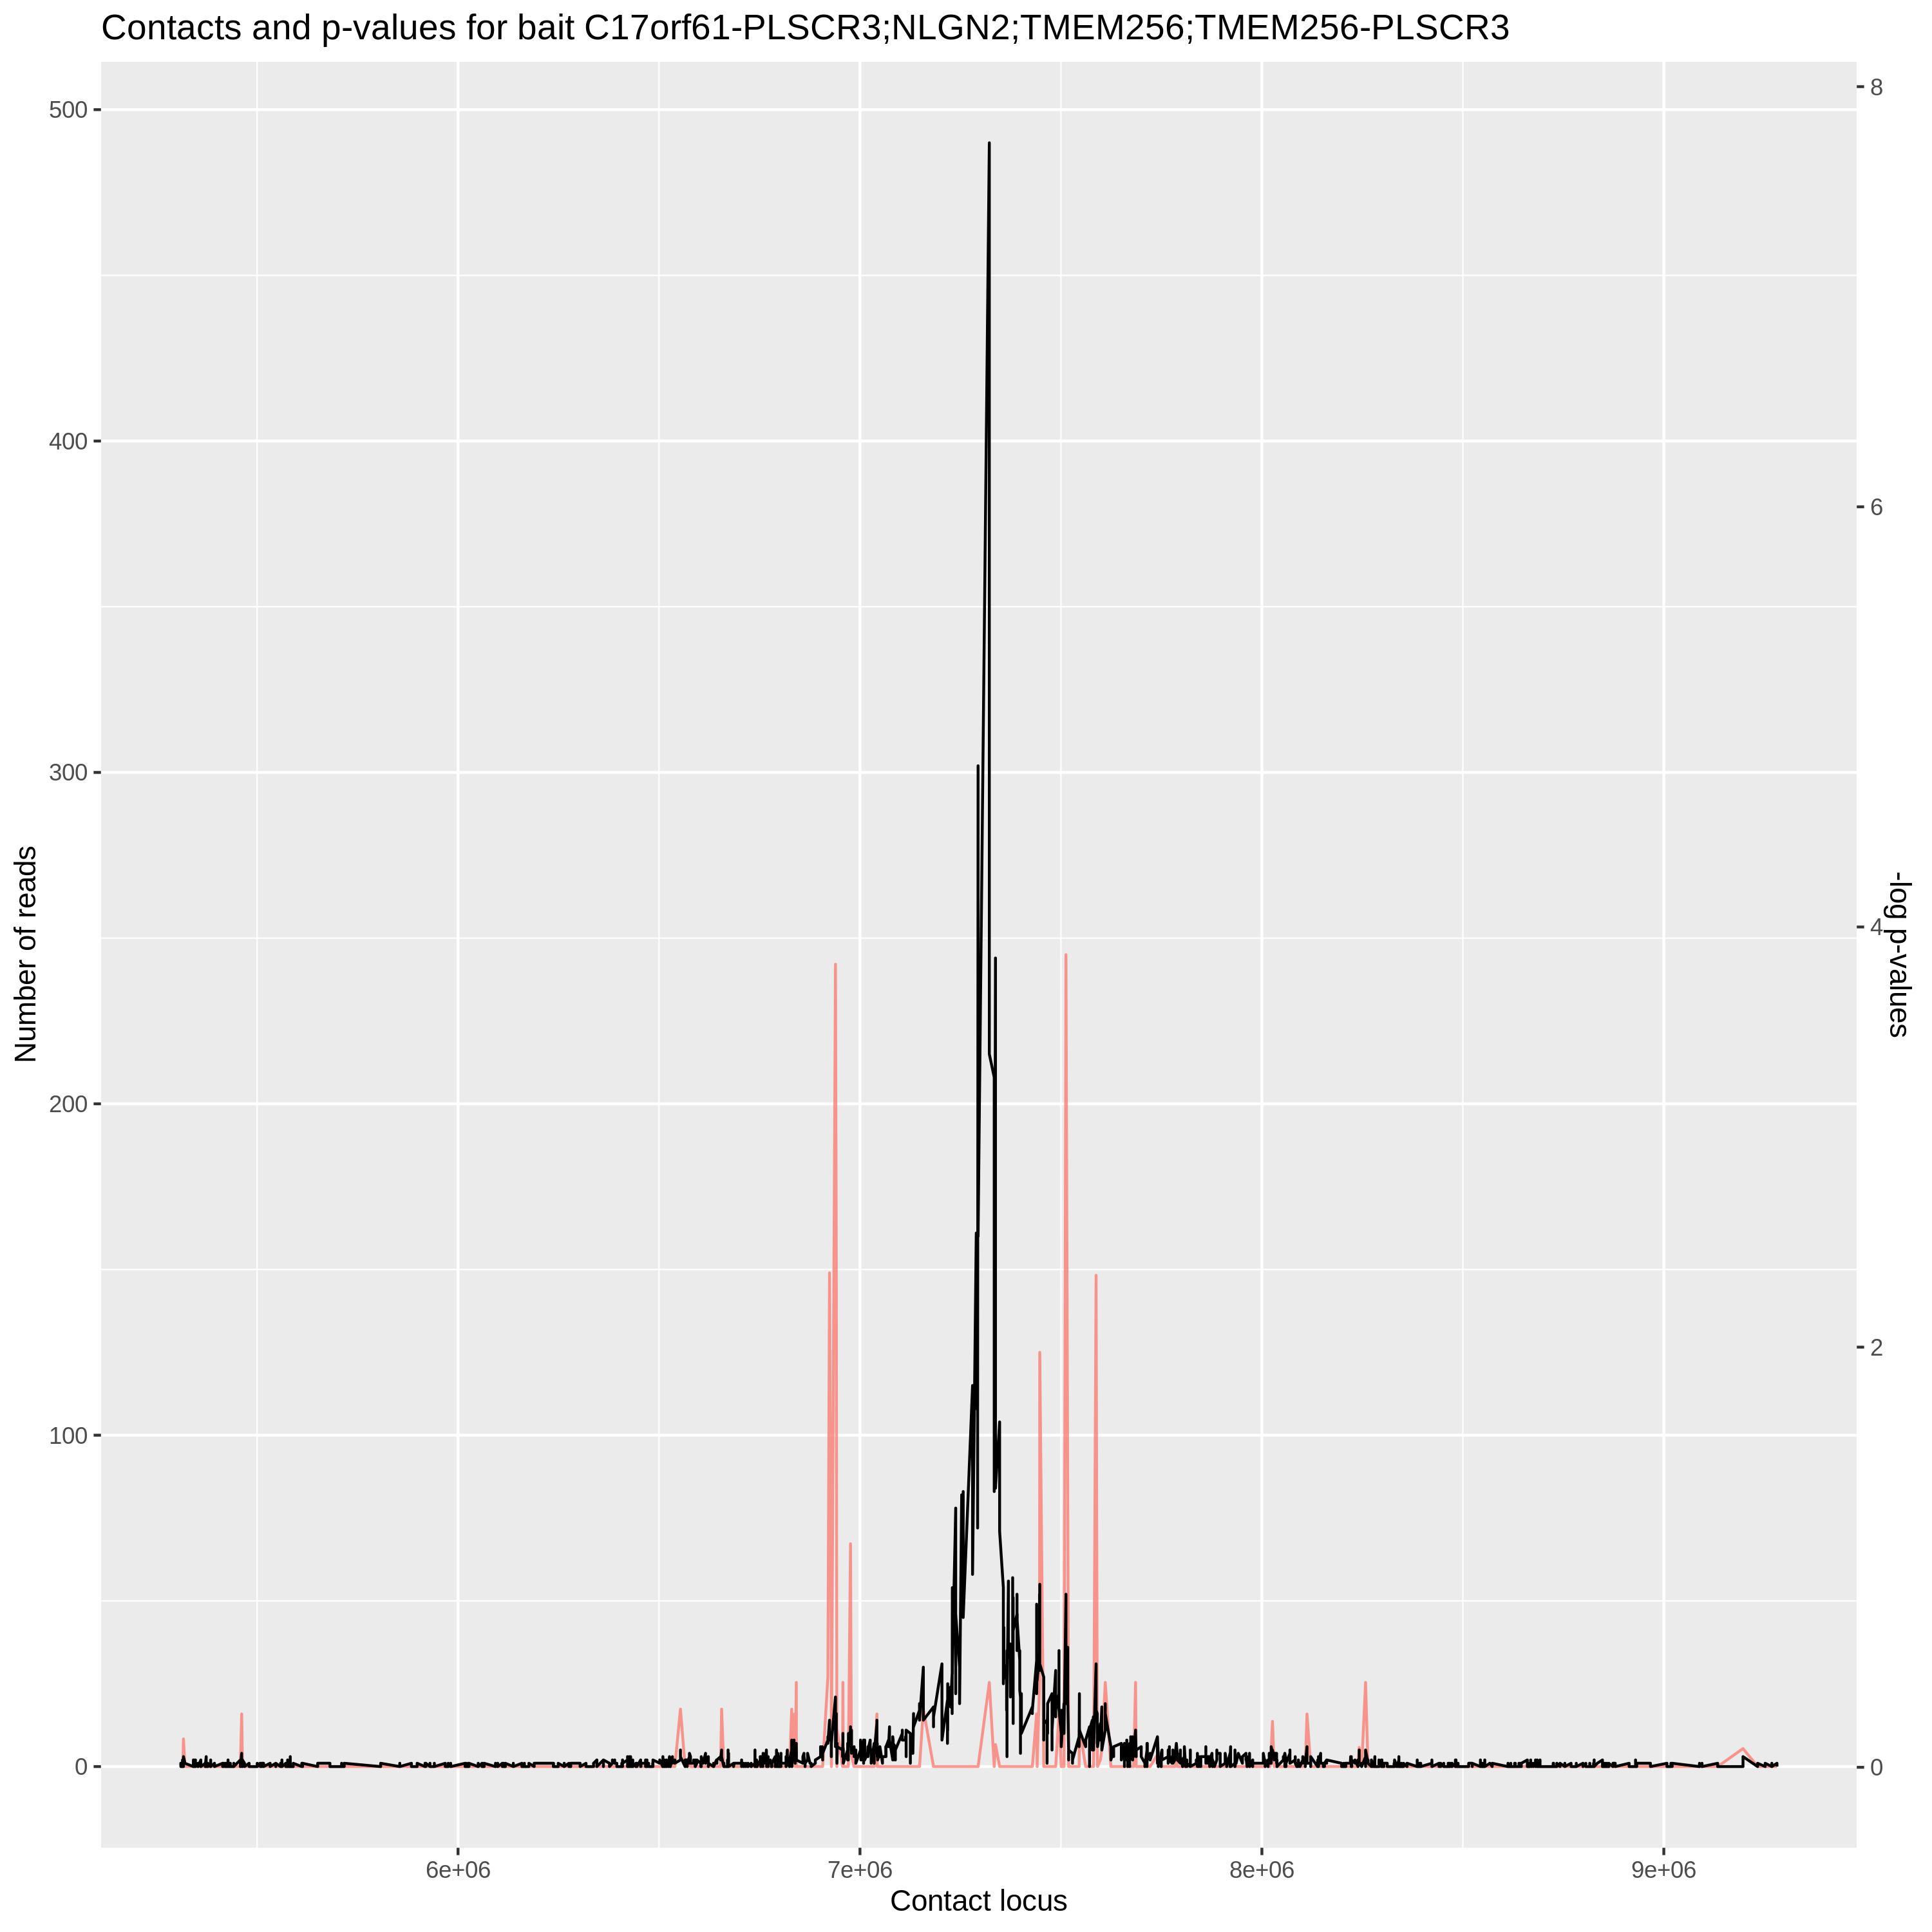 Contacts and p-values for bait C17orf61-PLSCR3;NLGN2;TMEM256;TMEM256-PLSCR3
500
400
300
200
100
0
Number of reads
8
6
4
2
0
-log p-values
6e+06
7e+06
8e+06
9e+06
Contact locus